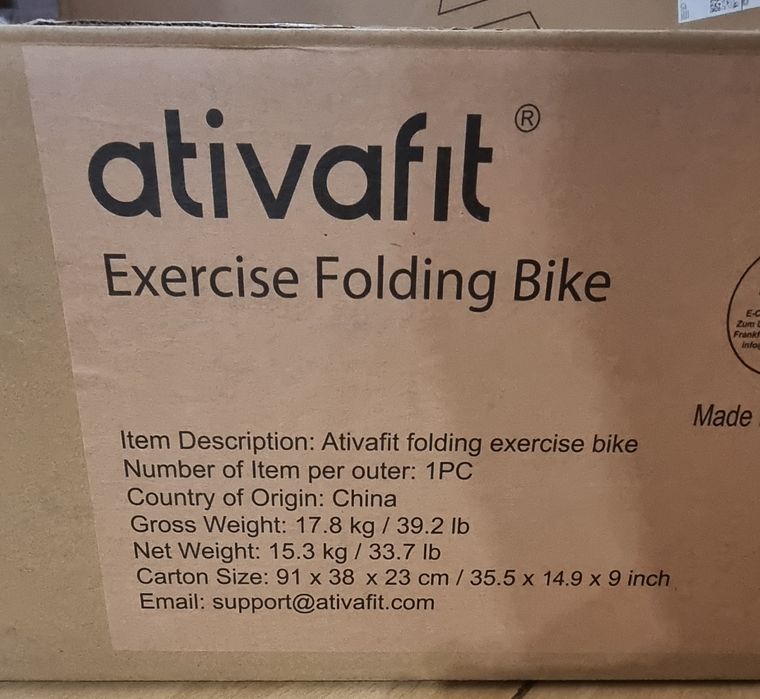 ativafit ®
Exercise Folding Bike
Made
Item Description: Ativafit folding exercise bike
Number of Item per outer: 1PC
Country of Origin: China
Gross Weight: 17.8 kg / 39.2 lb
Net Weight: 15.3 kg / 33.7 lb
Carton Size: 91 x 38 x 23 cm / 35.5 x 14.9 x 9 inch
Email: support@ativafit.com